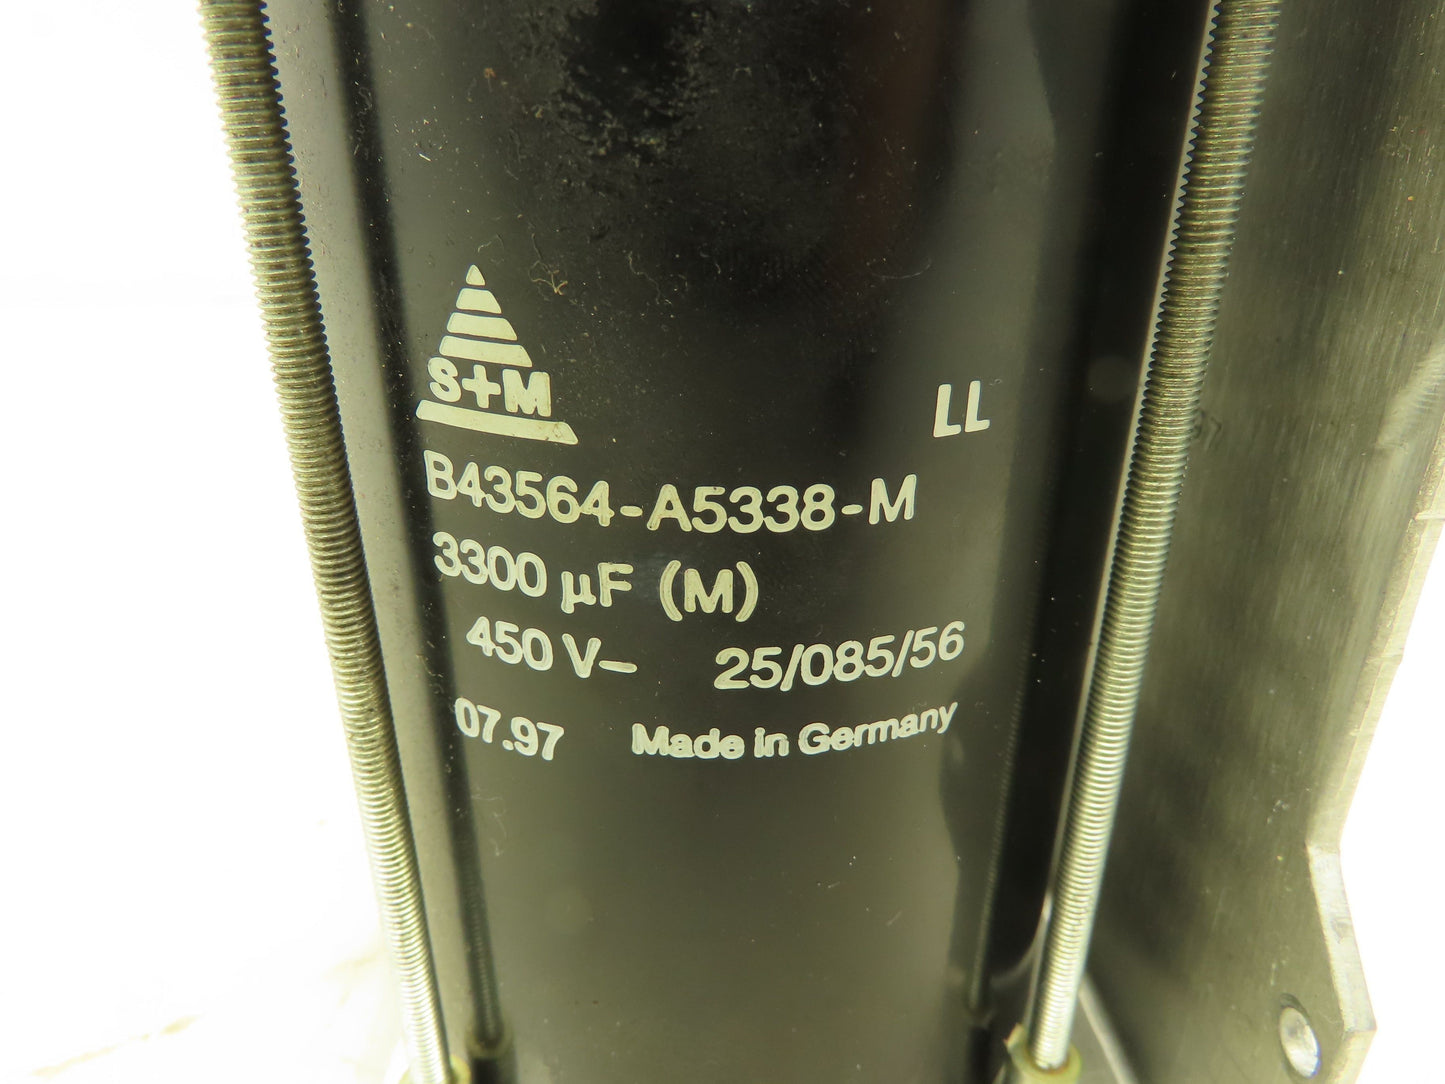 S+M
LL
B43564-A5338-M
3300 µF (M)
450 V– 25/085/56
07.97 Made in Germany